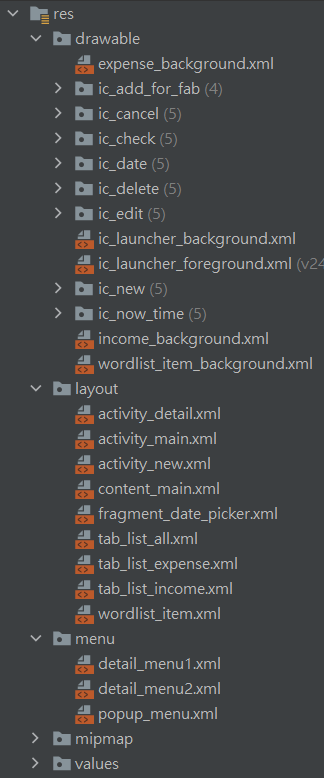 res
drawable
expense_background.xml
ic_add_for_fab (4)
ic_cancel (5)
ic_check (5)
ic_date (5)
ic_delete (5)
ic_edit (5)
ic_launcher_background.xml
ic_launcher_foreground.xml (v24
ic_new (5)
ic_now_time (5)
income_background.xml
wordlist_item_background.xml
layout
activity_detail.xml
activity_main.xml
activity_new.xml
content_main.xml
fragment_date_picker.xml
tab_list_all.xml
tab_list_expense.xml
tab_list_income.xml
wordlist_item.xml
menu
detail_menu1.xml
detail_menu2.xml
popup_menu.xml
mipmap
values